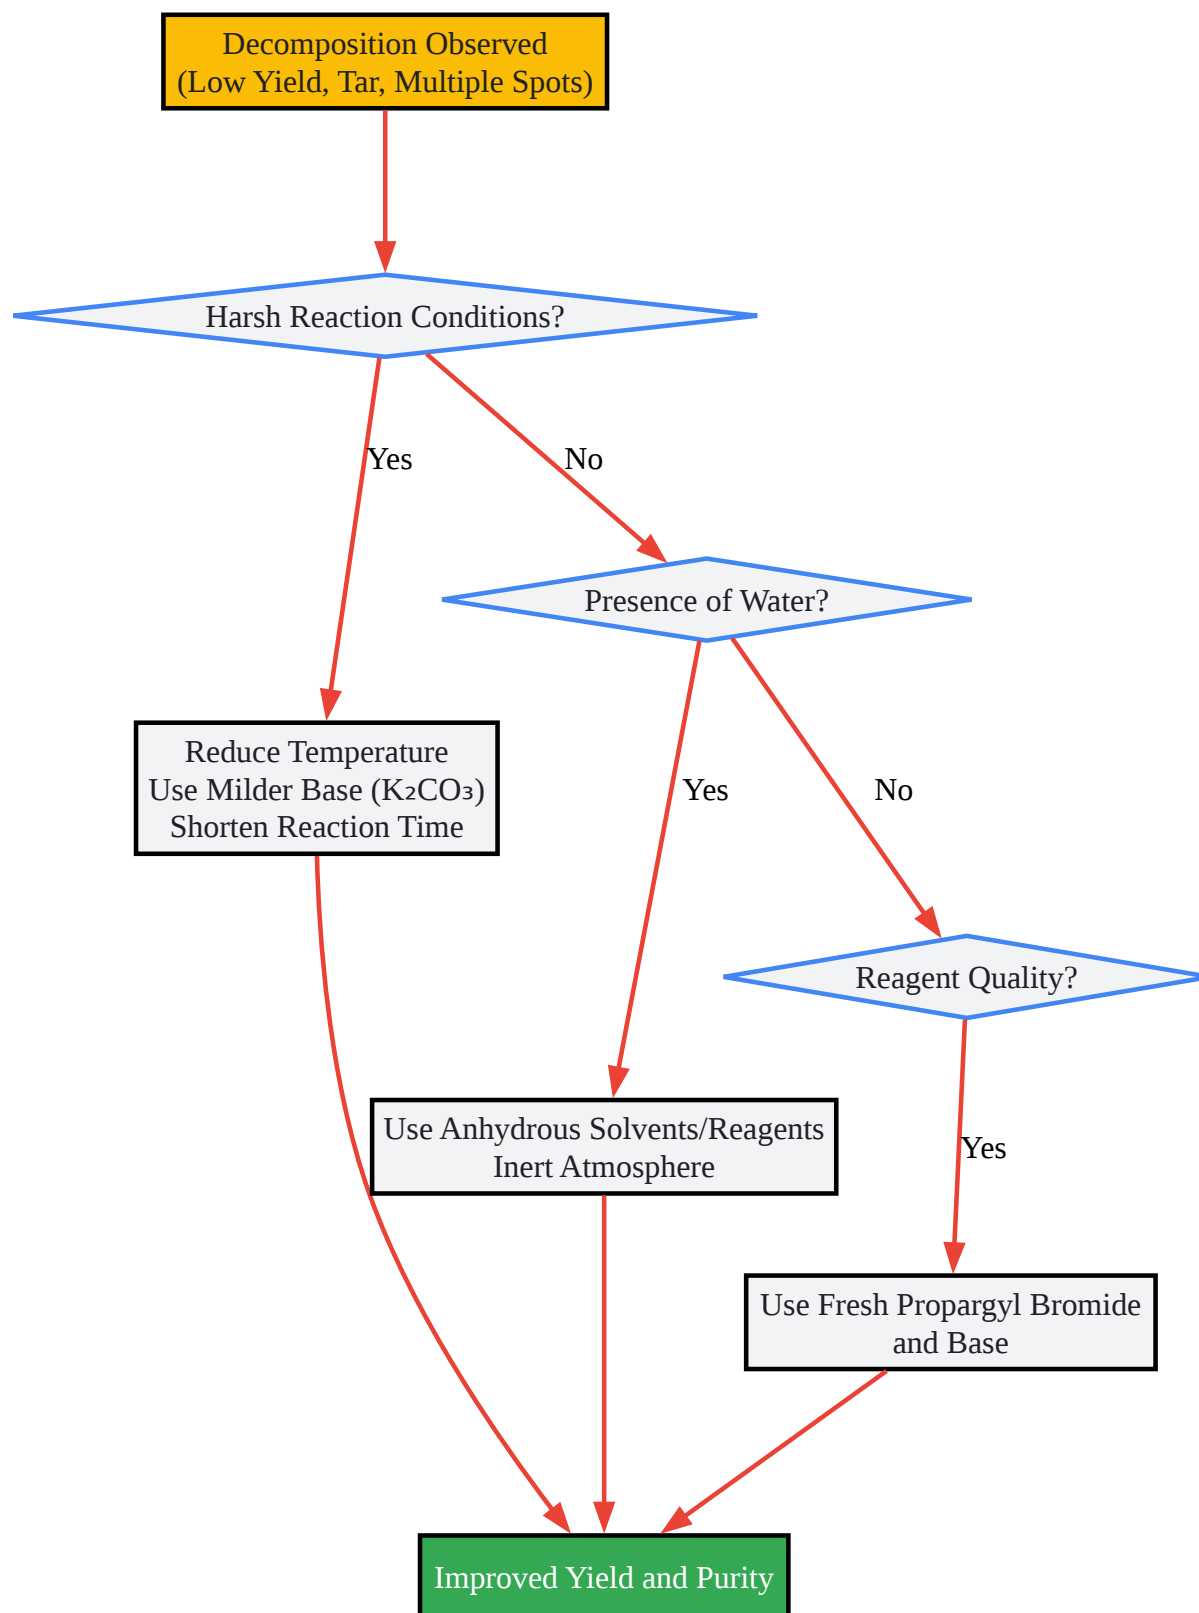 Decomposition Observed
(Low Yield, Tar, Multiple Spots)
Harsh Reaction Conditions?
Yes
No
Presence of Water?
Reduce Temperature
Use Milder Base (K₂CO₃)
Shorten Reaction Time
Yes
No
Reagent Quality?
Use Anhydrous Solvents/Reagents
Inert Atmosphere
Yes
Use Fresh Propargyl Bromide
and Base
Improved Yield and Purity